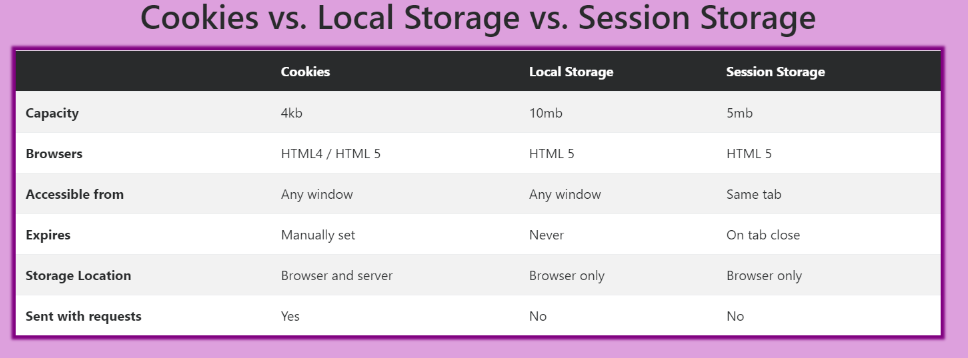 Cookies vs. Local Storage vs. Session Storage
Cookies Local Storage Session Storage
Capacity 4kb 10mb 5mb
Browsers HTML4 / HTML 5 HTML 5 HTML 5
Accessible from Any window Any window Same tab
Expires Manually set Never On tab close
Storage Location Browser and server Browser only Browser only
Sent with requests Yes No No